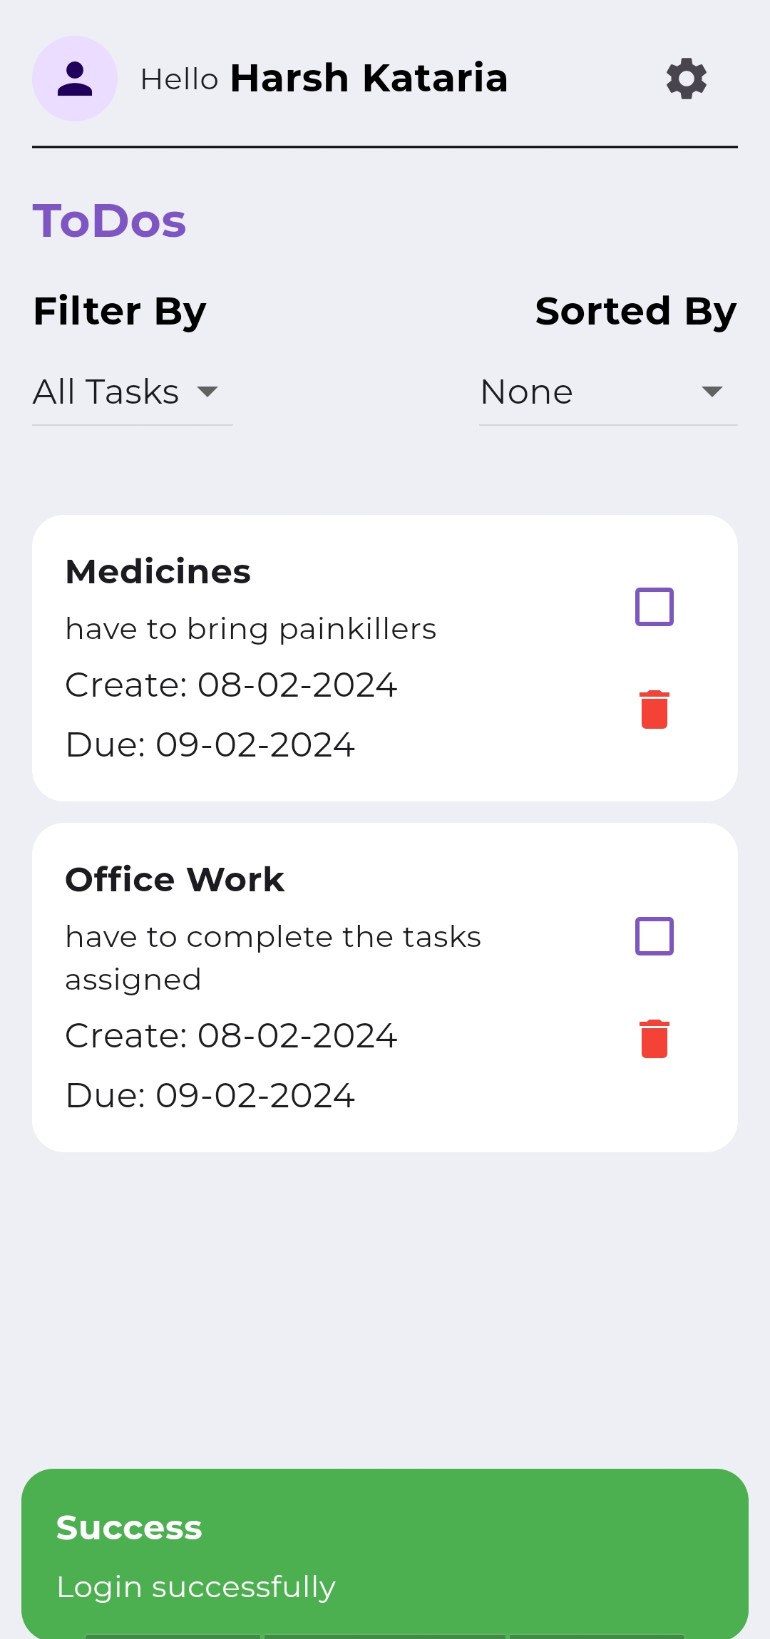 Hello Harsh Kataria
ToDos
Filter By
Sorted By
All Tasks
None
Medicines
have to bring painkillers
Create: 08-02-2024
Due: 09-02-2024
Office Work
have to complete the tasks
assigned
Create: 08-02-2024
Due: 09-02-2024
Success
Login successfully